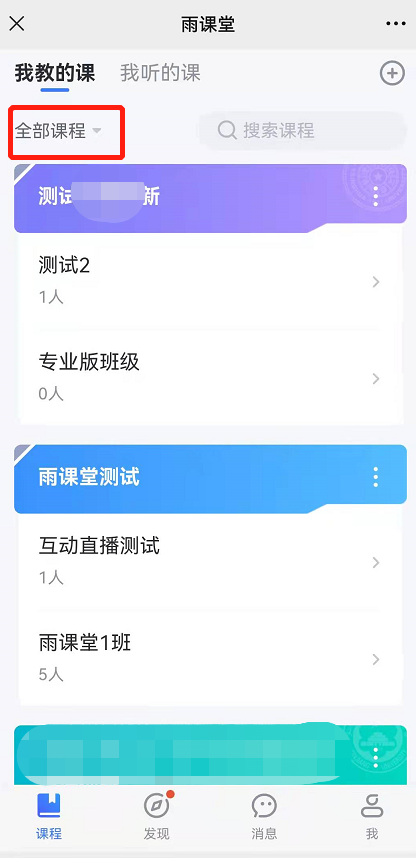 雨课堂
我教的课 我听的课
全部课程 搜索课程
测试 新
测试2
1人
专业版班级
0人
雨课堂测试
互动直播测试
1人
雨课堂1班
5人
课程 发现 消息 我